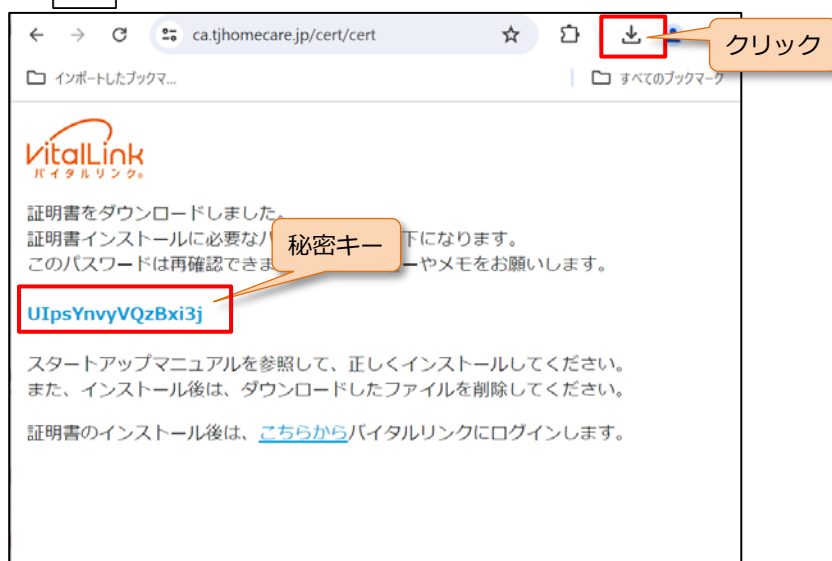 ca.tjhomecare.jp/cert/cert
クリック
インポートしたブックマ...
すべてのブックマーク
VitalLink
バイタルリンク®
証明書をダウンロードしました。
証明書インストールに必要なパ 下になります。
このパスワードは再確認できま ーやメモをお願いします。
秘密キー
UIpsYnvyVQzBxi3j
スタートアップマニュアルを参照して、正しくインストールしてください。
また、インストール後は、ダウンロードしたファイルを削除してください。
証明書のインストール後は、こちらからバイタルリンクにログインします。